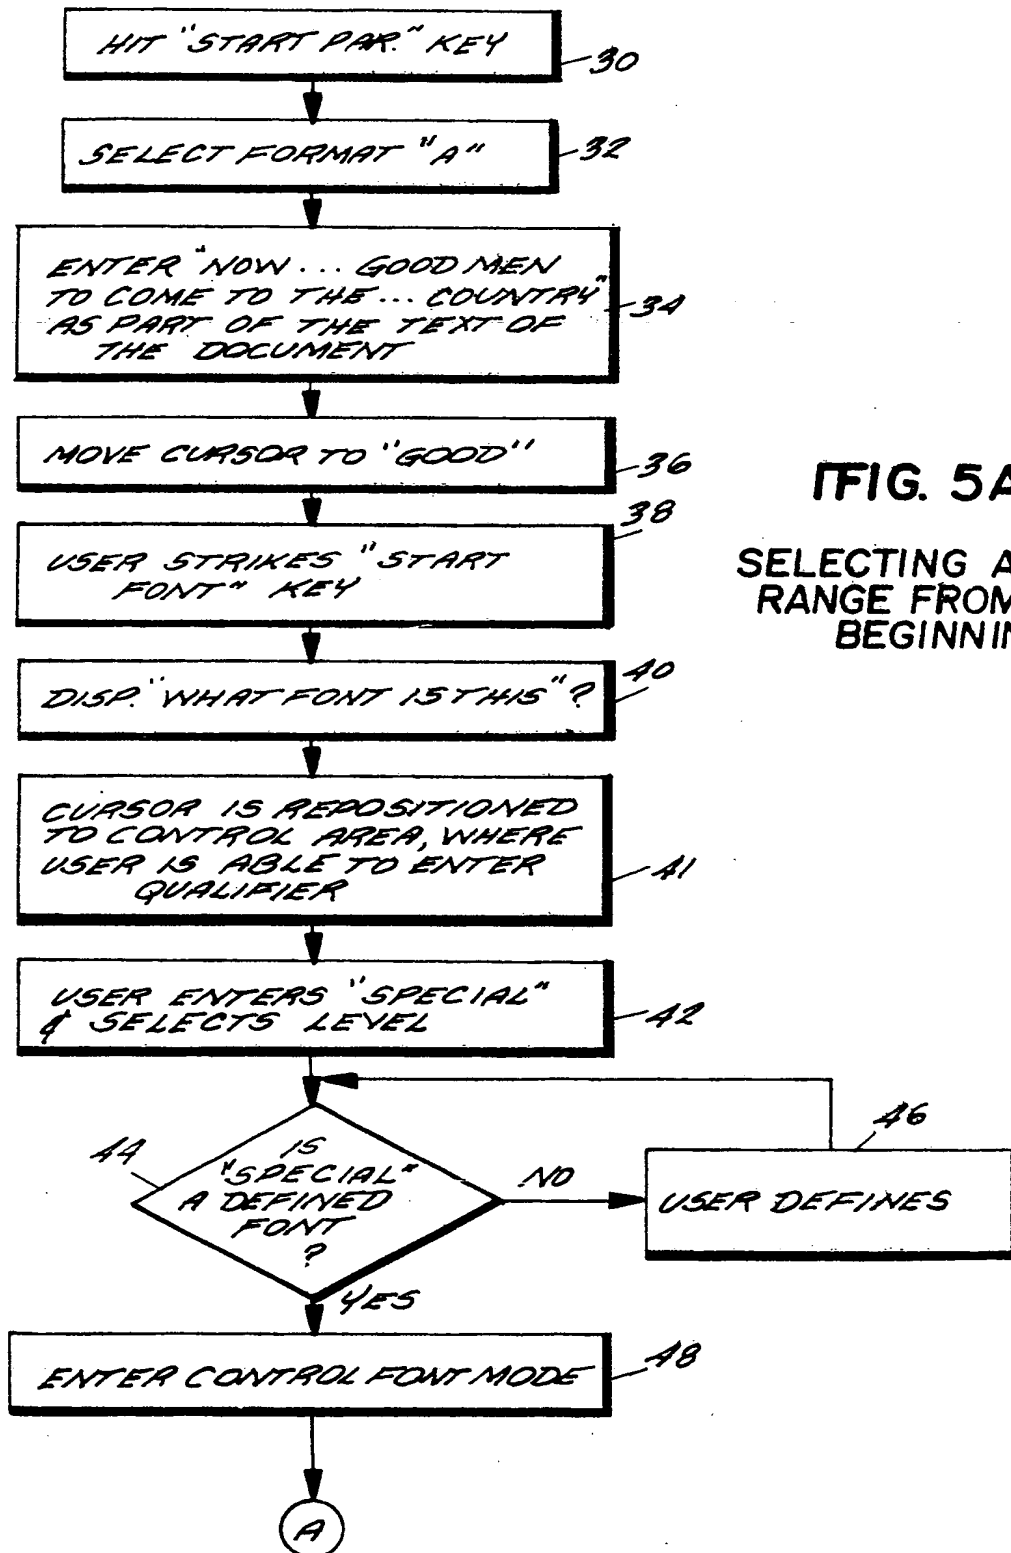 HIT "START PAR." KEY
30
SELECT FORMAT "A"
32
ENTER "NOW ... GOOD MEN
TO COME TO THE ... COUNTRY"
AS PART OF THE TEXT OF
THE DOCUMENT
34
MOVE CURSOR TO "GOOD"
36
USER STRIKES "START
FONT" KEY
38
DISP. "WHAT FONT IS THIS"?
40
CURSOR IS REPOSITIONED
TO CONTROL AREA, WHERE
USER IS ABLE TO ENTER
QUALIFIER
41
USER ENTERS "SPECIAL"
& SELECTS LEVEL
42
44
IS
"SPECIAL"
A DEFINED
FONT
?
NO
46
USER DEFINES
YES
ENTER CONTROL FONT MODE
48
A
FIG. 5A
SELECTING A
RANGE FROM
BEGINNIN